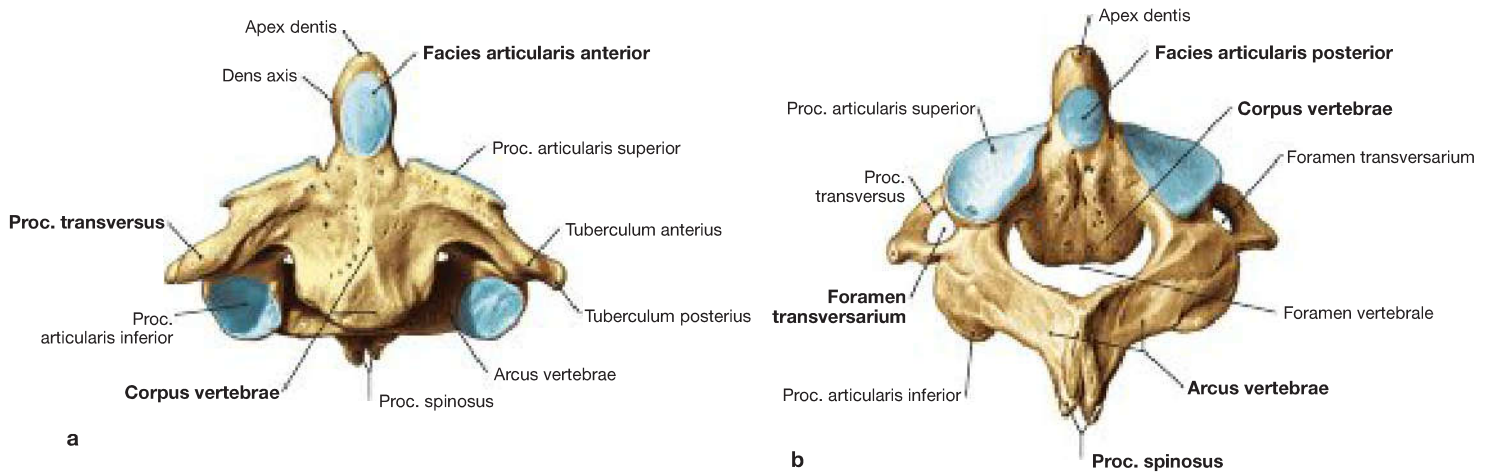 Apex dentis
Facies articularis anterior
Dens axis
Proc. articularis superior
Proc. transversus
Tuberculum anterius
Proc.
articularis inferior
Tuberculum posterius
Arcus vertebrae
Corpus vertebrae
Proc. spinosus
a
Apex dentis
Facies articularis posterior
Proc. articularis superior
Corpus vertebrae
Foramen transversarium
Proc.
transversus
Foramen
transversarium
Foramen vertebrale
Proc. articularis inferior
Arcus vertebrae
Proc. spinosus
b